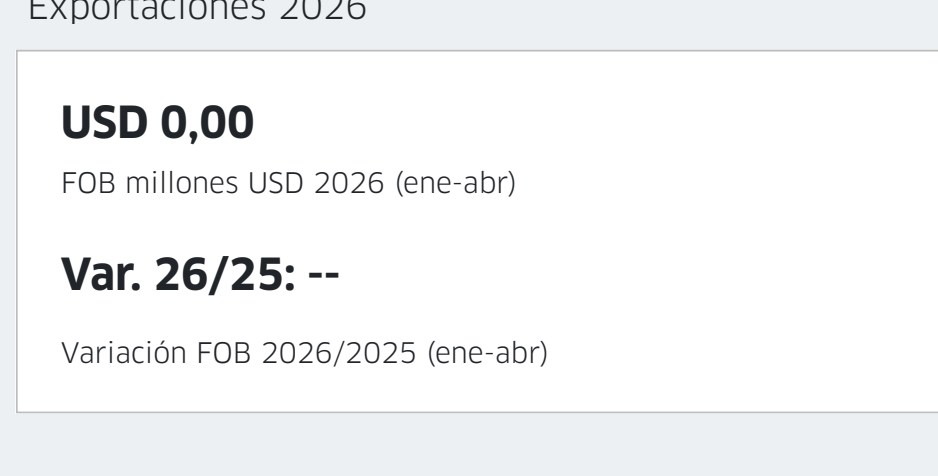 Exportaciones 2026
USD 0,00
FOB millones USD 2026 (ene-abr)
Var. 26/25: --
Variación FOB 2026/2025 (ene-abr)